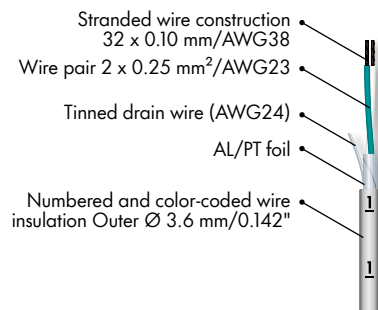 Stranded wire construction
32 x 0.10 mm/AWG38
Wire pair 2 x 0.25 mm²/AWG23
Tinned drain wire (AWG24)
AL/PT foil
Numbered and color-coded wire
insulation Outer Ø 3.6 mm/0.142"
1
1